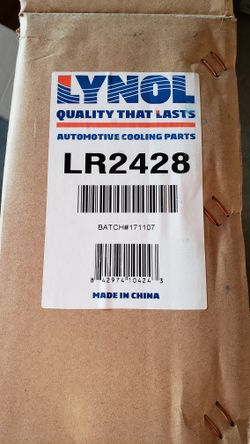 LYNOL
QUALITY THAT LASTS
AUTOMOTIVE COOLING PARTS
LR2428
BATCH#171107
8 42974 10424 3
MADE IN CHINA